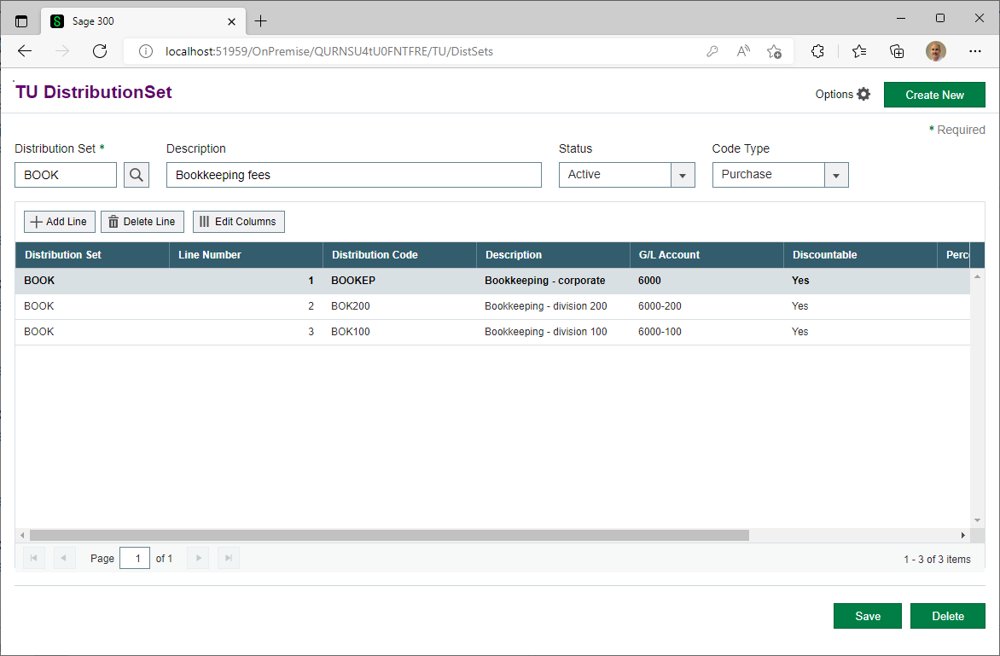 Sage 300
localhost:51959/OnPremise/QURNSU4tU0FNTFRE/TU/DistSets
TU DistributionSet
Options
Create New
* Required
Distribution Set * Description Status Code Type
BOOK Bookkeeping fees Active Purchase
Add Line Delete Line Edit Columns
Distribution Set Line Number Distribution Code Description G/L Account Discountable Perc
BOOK 1 BOOKEP Bookkeeping - corporate 6000 Yes
BOOK 2 BOK200 Bookkeeping - division 200 6000-200 Yes
BOOK 3 BOK100 Bookkeeping - division 100 6000-100 Yes
Page 1 of 1 1 - 3 of 3 items
Save Delete